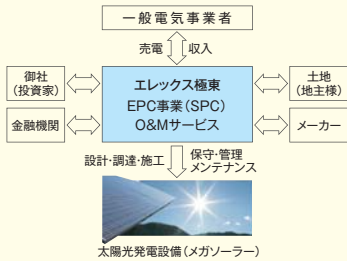 一般電気事業者
売電 収入
御社
(投資家)
エレックス極東
EPC事業(SPC)
O&Mサービス
土地
(地主様)
金融機関
メーカー
設計・調達・施工
保守・管理
メンテナンス
太陽光発電設備(メガソーラー)